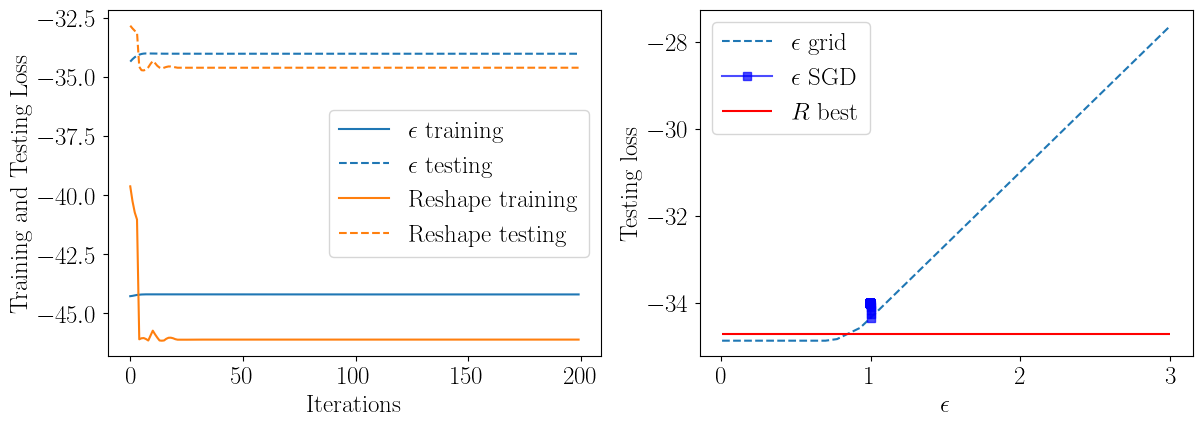 −32.5
−35.0
−37.5
−40.0
−42.5
−45.0
Training and Testing Loss
0
50
100
150
200
Iterations
ϵ training
ϵ testing
Reshape training
Reshape testing
−28
−30
−32
−34
Testing loss
0
1
2
3
ϵ
ϵ grid
ϵ SGD
R best